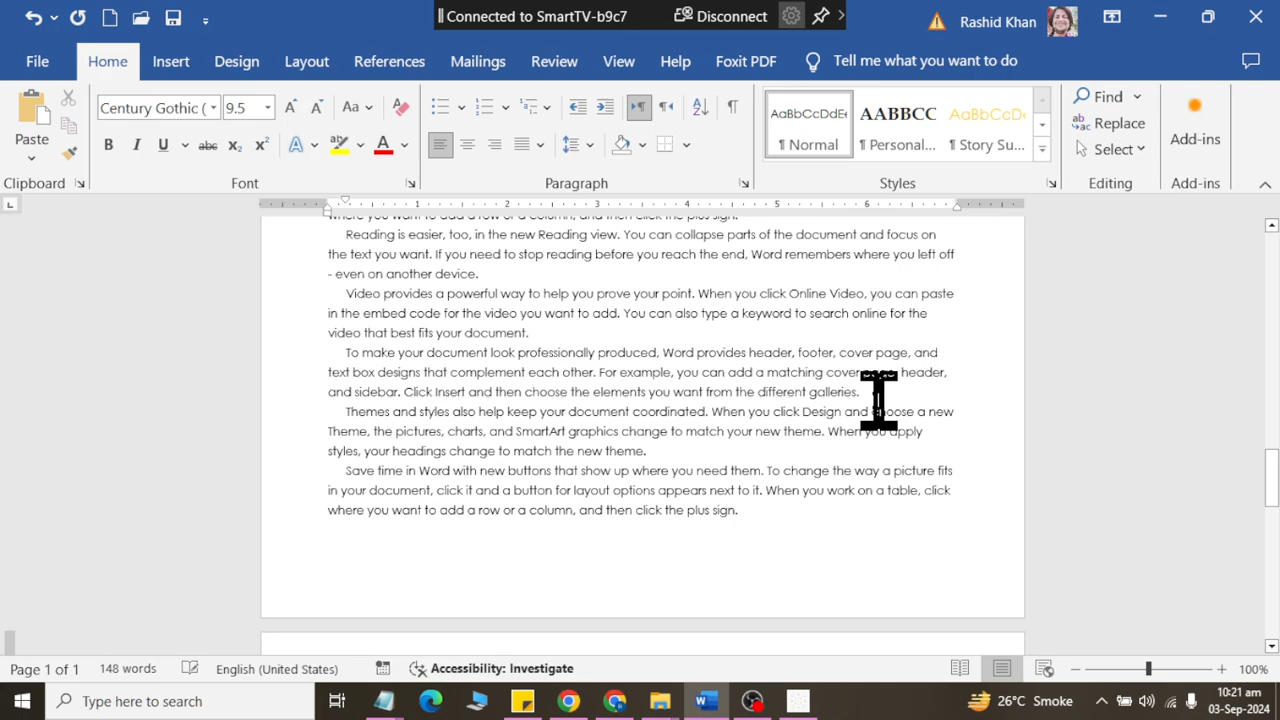 Connected to SmartTV-b9c7 Disconnect
Rashid Khan
File Home Insert Design Layout References Mailings Review View Help Foxit PDF Tell me what you want to do
Century Gothic ( 9.5 Aa
AaBbCcDdEe AABBCC AaBbCcDd
Find
Paste
B I U abc x₂ x² A A
¶ Normal ¶ Personal... ¶ Story Su...
Replace
Select
Add-ins
Clipboard Font Paragraph Styles Editing Add-ins
1 2 3 4 5 6
where you want to add a row or a column, and then click the plus sign.
Reading is easier, too, in the new Reading view. You can collapse parts of the document and focus on
the text you want. If you need to stop reading before you reach the end, Word remembers where you left off
- even on another device.
Video provides a powerful way to help you prove your point. When you click Online Video, you can paste
in the embed code for the video you want to add. You can also type a keyword to search online for the
video that best fits your document.
To make your document look professionally produced, Word provides header, footer, cover page, and
text box designs that complement each other. For example, you can add a matching cover header,
and sidebar. Click Insert and then choose the elements you want from the different galleries.
Themes and styles also help keep your document coordinated. When you click Design and choose a new
Theme, the pictures, charts, and SmartArt graphics change to match your new theme. When you apply
styles, your headings change to match the new theme.
Save time in Word with new buttons that show up where you need them. To change the way a picture fits
in your document, click it and a button for layout options appears next to it. When you work on a table, click
where you want to add a row or a column, and then click the plus sign.
Page 1 of 1 148 words English (United States) Accessibility: Investigate 100%
Type here to search
26°C Smoke
10:21 am
03-Sep-2024